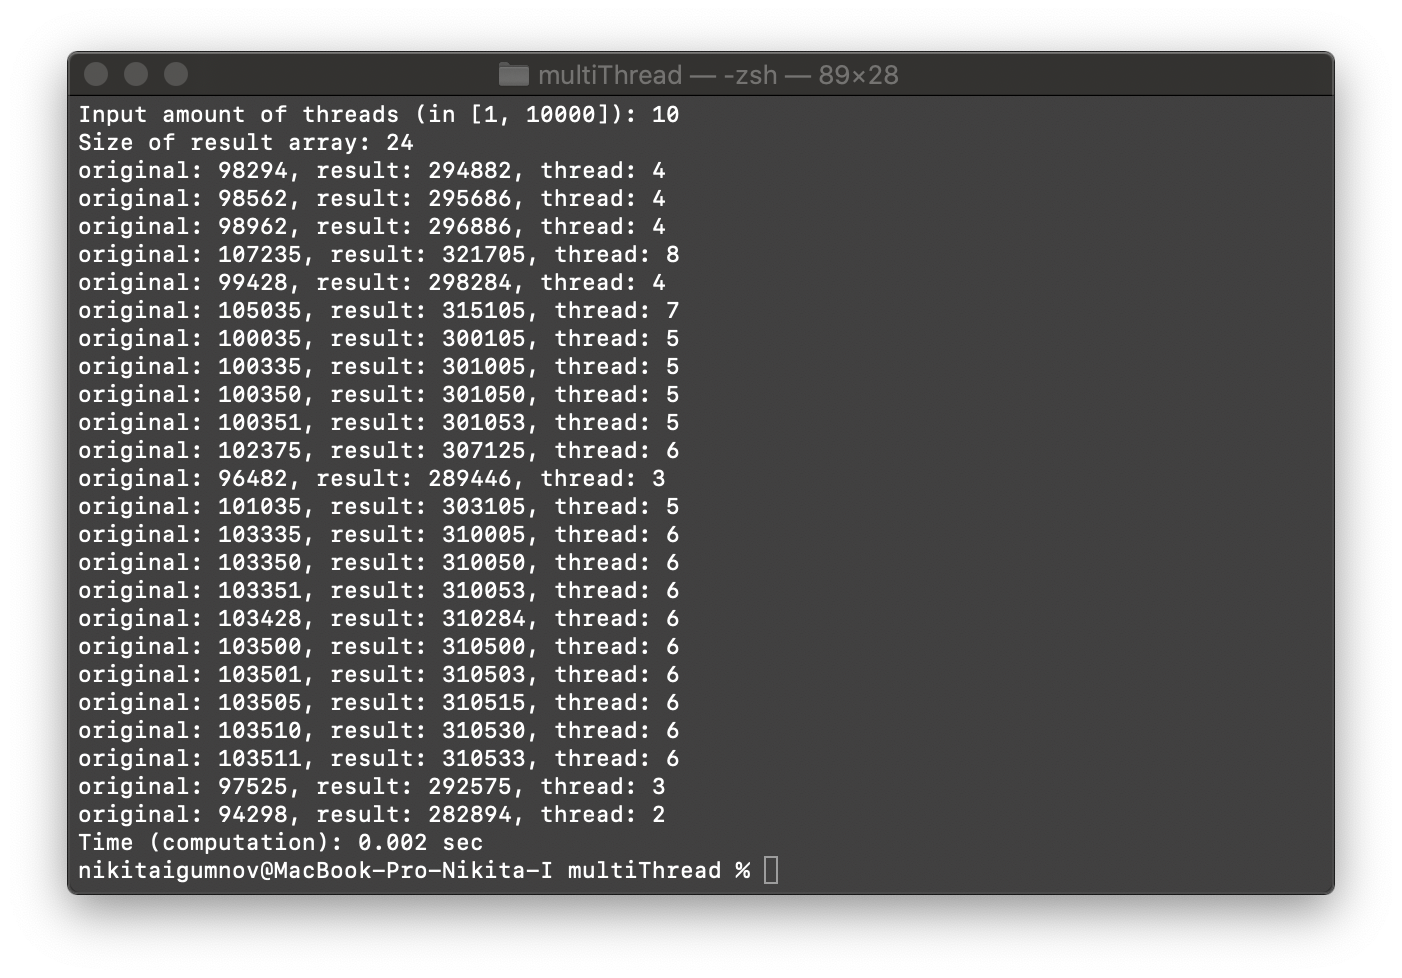 multiThread — -zsh — 89×28
Input amount of threads (in [1, 10000]): 10
Size of result array: 24
original: 98294, result: 294882, thread: 4
original: 98562, result: 295686, thread: 4
original: 98962, result: 296886, thread: 4
original: 107235, result: 321705, thread: 8
original: 99428, result: 298284, thread: 4
original: 105035, result: 315105, thread: 7
original: 100035, result: 300105, thread: 5
original: 100335, result: 301005, thread: 5
original: 100350, result: 301050, thread: 5
original: 100351, result: 301053, thread: 5
original: 102375, result: 307125, thread: 6
original: 96482, result: 289446, thread: 3
original: 101035, result: 303105, thread: 5
original: 103335, result: 310005, thread: 6
original: 103350, result: 310050, thread: 6
original: 103351, result: 310053, thread: 6
original: 103428, result: 310284, thread: 6
original: 103500, result: 310500, thread: 6
original: 103501, result: 310503, thread: 6
original: 103505, result: 310515, thread: 6
original: 103510, result: 310530, thread: 6
original: 103511, result: 310533, thread: 6
original: 97525, result: 292575, thread: 3
original: 94298, result: 282894, thread: 2
Time (computation): 0.002 sec
nikitaigumnov@MacBook-Pro-Nikita-I multiThread %